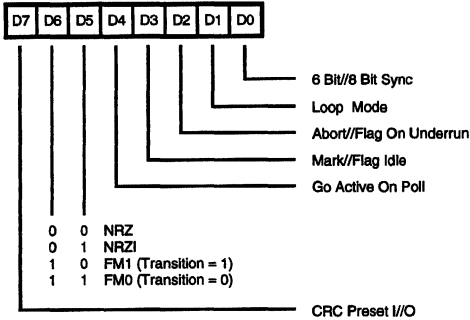 D7 D6 D5 D4 D3 D2 D1 D0
6 Bit//8 Bit Sync
Loop Mode
Abort//Flag On Underrun
Mark//Flag Idle
Go Active On Poll
0 0 NRZ
0 1 NRZI
1 0 FM1 (Transition = 1)
1 1 FM0 (Transition = 0)
CRC Preset I//O